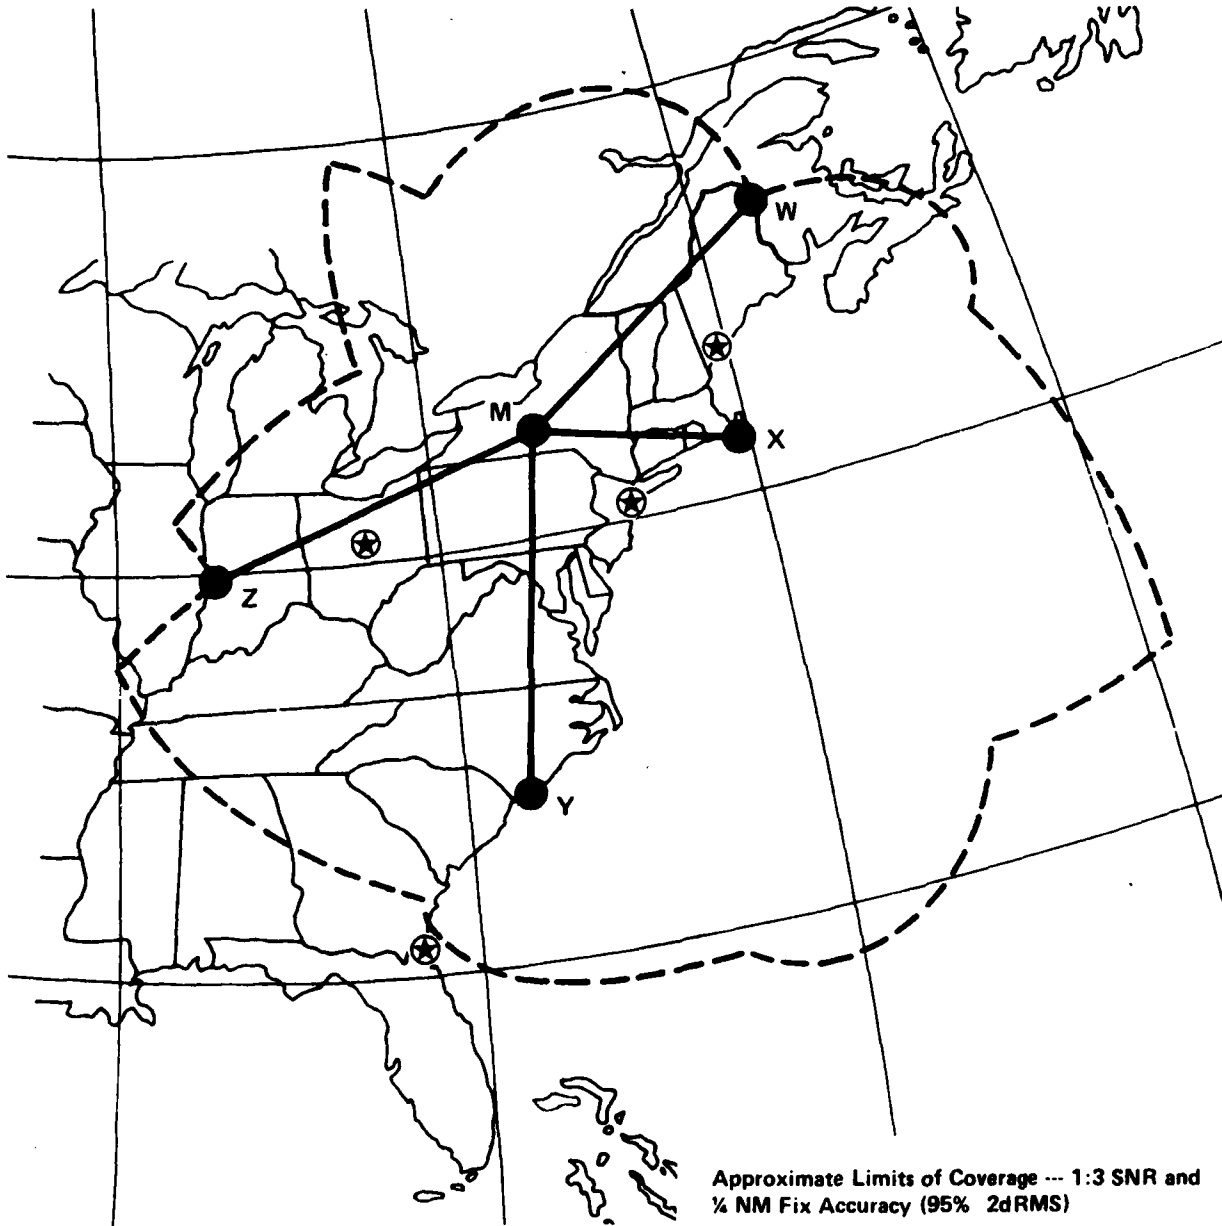 W
M
X
Z
Y
Approximate Limits of Coverage --- 1:3 SNR and
¼ NM Fix Accuracy (95% 2dRMS)